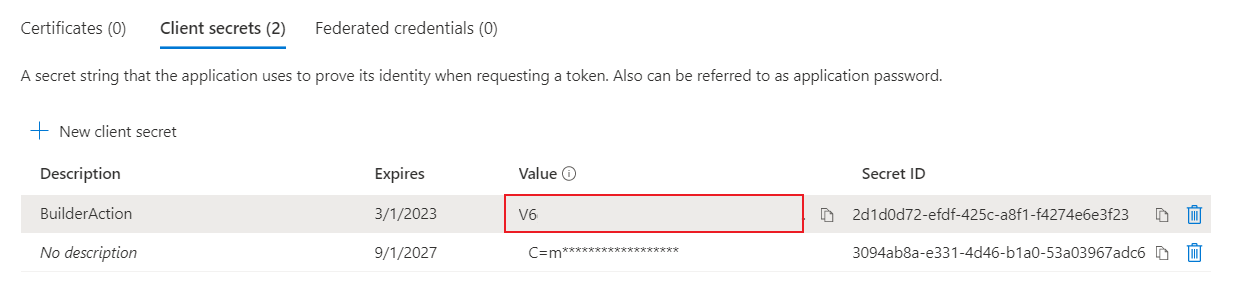 Certificates (0) Client secrets (2) Federated credentials (0)
A secret string that the application uses to prove its identity when requesting a token. Also can be referred to as application password.
New client secret
Description Expires Value Secret ID
BuilderAction 3/1/2023 V6 2d1d0d72-efdf-425c-a8f1-f4274e6e3f23
No description 9/1/2027 C=m****************** 3094ab8a-e331-4d46-b1a0-53a03967adc6